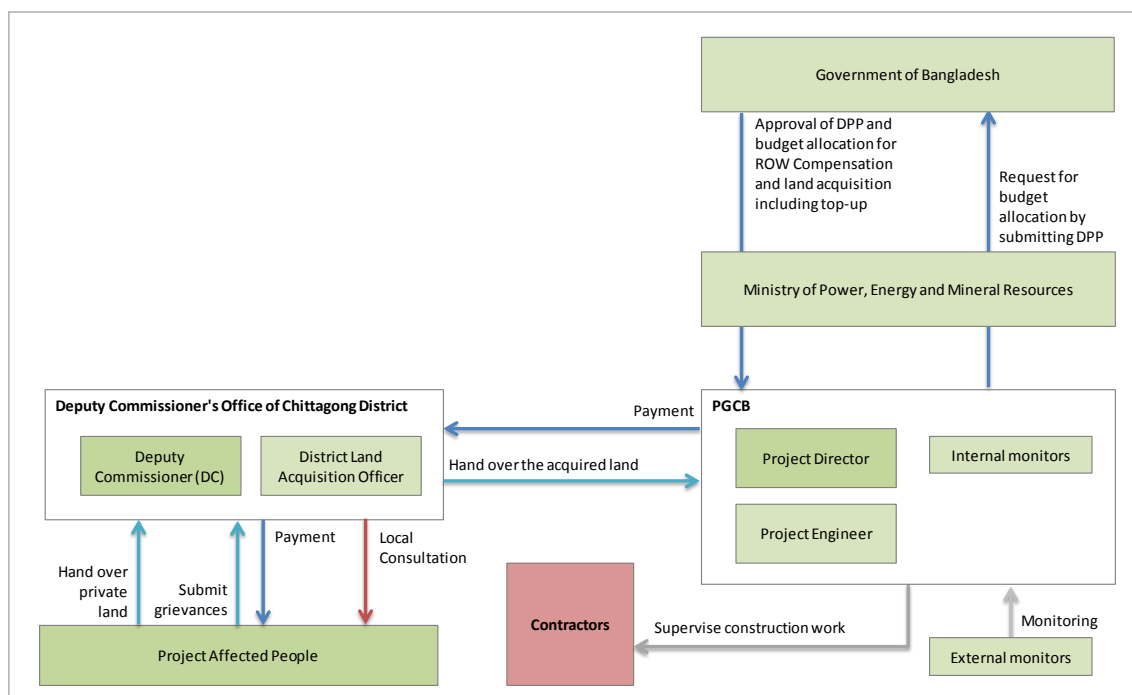 Government of Bangladesh
Approval of DPP and
budget allocation for
ROW Compensation
and land acquisition
including top-up
Request for
budget
allocation by
submitting DPP
Ministry of Power, Energy and Mineral Resources
Deputy Commissioner's Office of Chittagong District
Deputy
Commissioner (DC)
District Land
Acquisition Officer
Payment
Hand over the acquired land
PGCB
Project Director
Internal monitors
Project Engineer
Hand over
private
land
Submit
grievances
Payment
Local
Consultation
Project Affected People
Contractors
Supervise construction work
Monitoring
External monitors